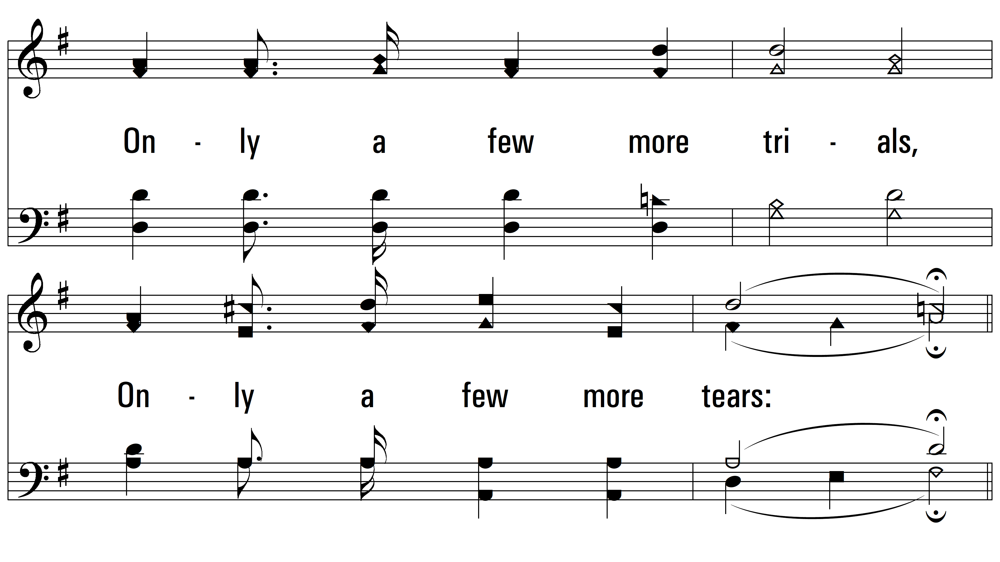 On - ly a few more tri - als,
On - ly a few more tears: